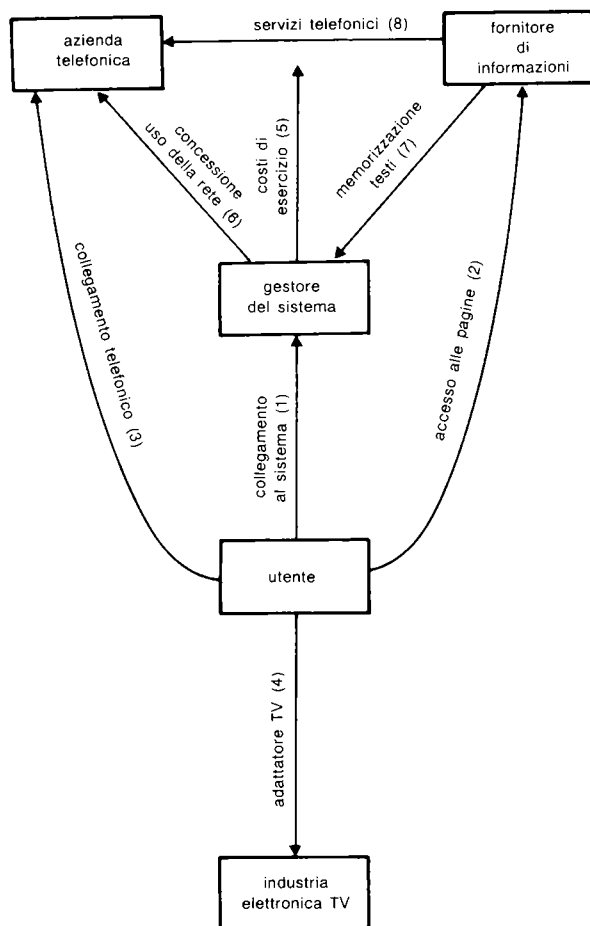 servizi telefonici (8)
azienda
telefonica
fornitore
di
informazioni
concessione
uso della rete (6)
costi di
esercizio (5)
memorizzazione
testi (7)
gestore
del sistema
collegamento telefonico (3)
collegamento
al sistema (1)
accesso alle pagine (2)
utente
adattatore TV (4)
industria
elettronica TV